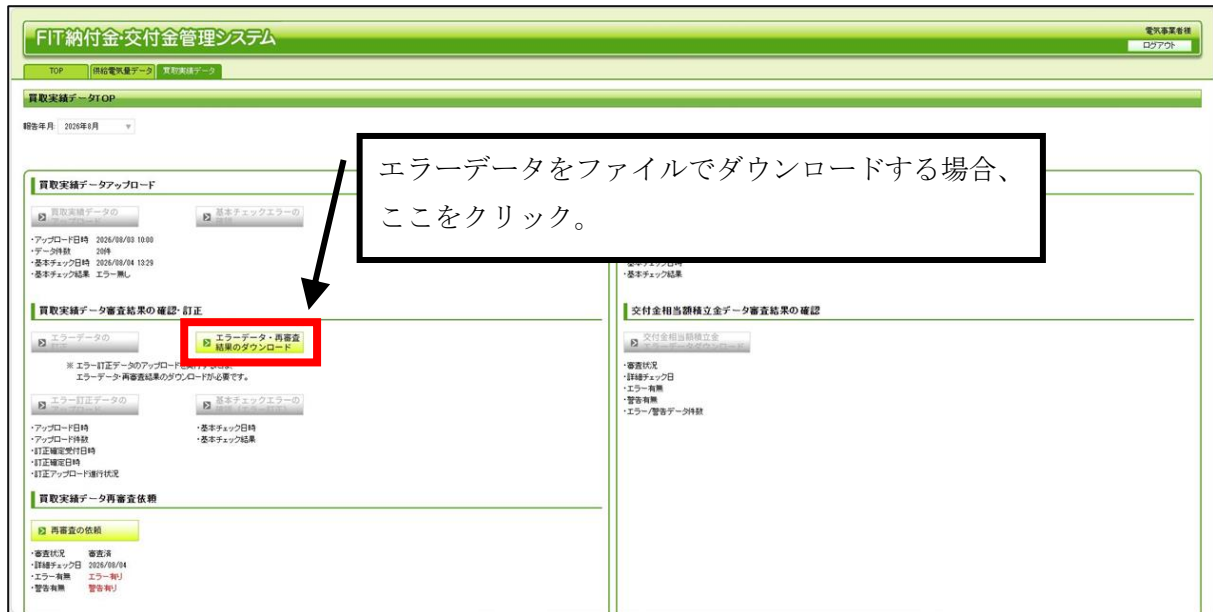 FIT納付金・交付金管理システム
電気事業者様
ログアウト
TOP
供給電気量データ
買取実績データ
買取実績データTOP
報告年月 2026年8月
エラーデータをファイルでダウンロードする場合、
ここをクリック。
買取実績データアップロード
買取実績データの
基本チェックエラーの
・アップロード日時 2026/08/03 10:00
・データ件数 20件
・基本チェック日時 2026/08/04 13:29
・基本チェック結果 エラー無し
・基本チェック結果
買取実績データ審査結果の確認・訂正
エラーデータの
訂正
エラーデータ・再審査
結果のダウンロード
※ エラー訂正データのアップロード
エラーデータ・再審査結果のダウンロードが必要です。
エラー訂正データの
アップロード
基本チェックエラーの
・アップロード日時
・アップロード件数
・訂正確定受付日時
・訂正確定日時
・訂正アップロード進行状況
・基本チェック日時
・基本チェック結果
買取実績データ再審査依頼
再審査の依頼
・審査状況 審査済
・詳細チェック日 2026/08/04
・エラー有無 エラー有り
・警告有無 警告有り
交付金相当額積立金データ審査結果の確認
交付金相当額積立金
エラーデータダウンロード
・審査状況
・詳細チェック日
・エラー有無
・警告有無
・エラー/警告データ件数